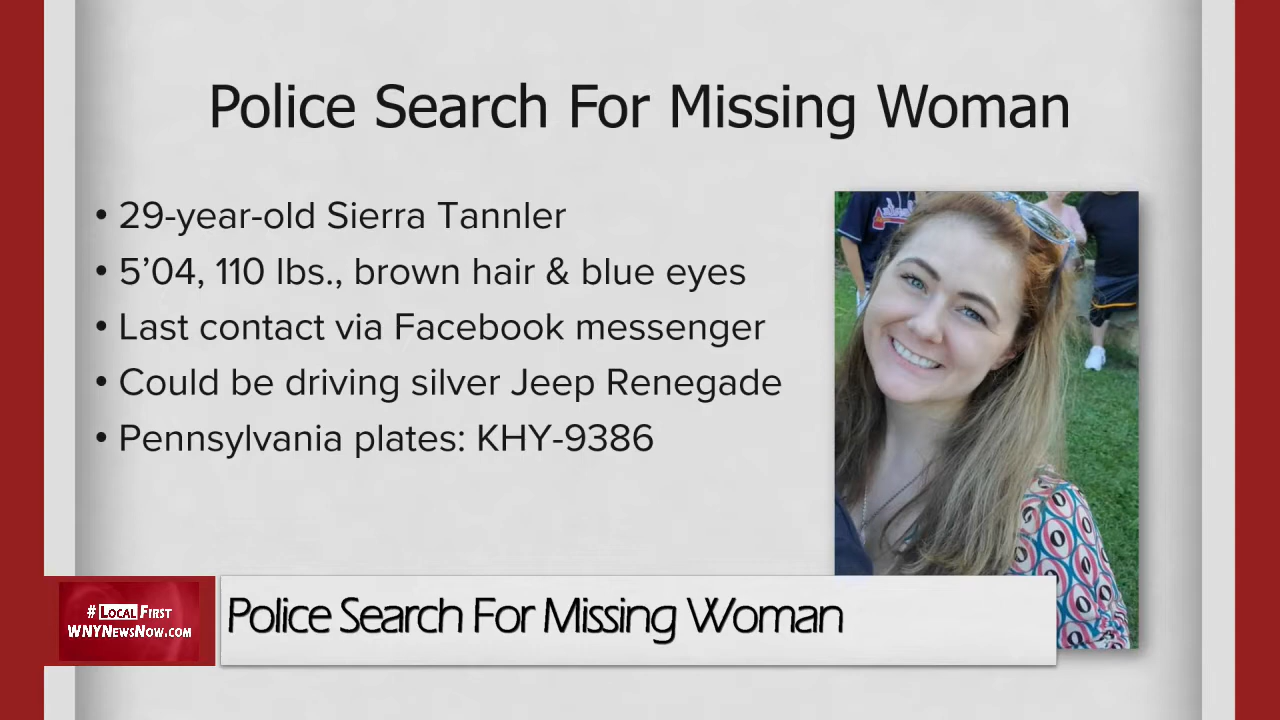 Police Search For Missing Woman
• 29-year-old Sierra Tannler
• 5’04, 110 lbs., brown hair & blue eyes
• Last contact via Facebook messenger
• Could be driving silver Jeep Renegade
• Pennsylvania plates: KHY-9386
# LOCAL FIRST
WNYNEWSNOW.COM
Police Search For Missing Woman